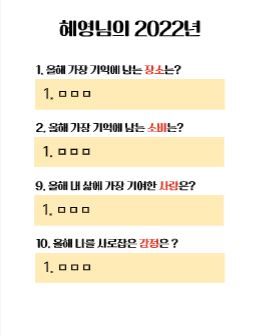 혜영님의 2022년
1. 올해 가장 기억에 남는 장소는?
1. ㅁㅁㅁ
2. 올해 가장 기억에 남는 소비는?
1. ㅁㅁㅁ
9. 올해 내 삶에 가장 기여한 사람은?
1. ㅁㅁㅁ
10. 올해 나를 사로잡은 감정은 ?
1. ㅁㅁㅁ